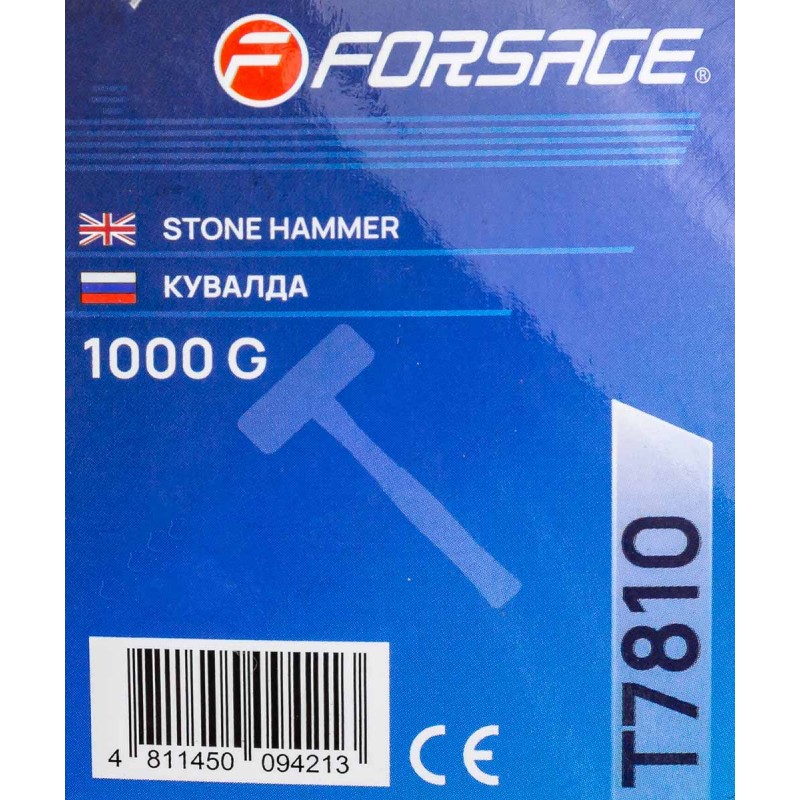 F FORSAGE®
STONE HAMMER
КУВАЛДА
1000 G
T7810
4 811450 094213
CE